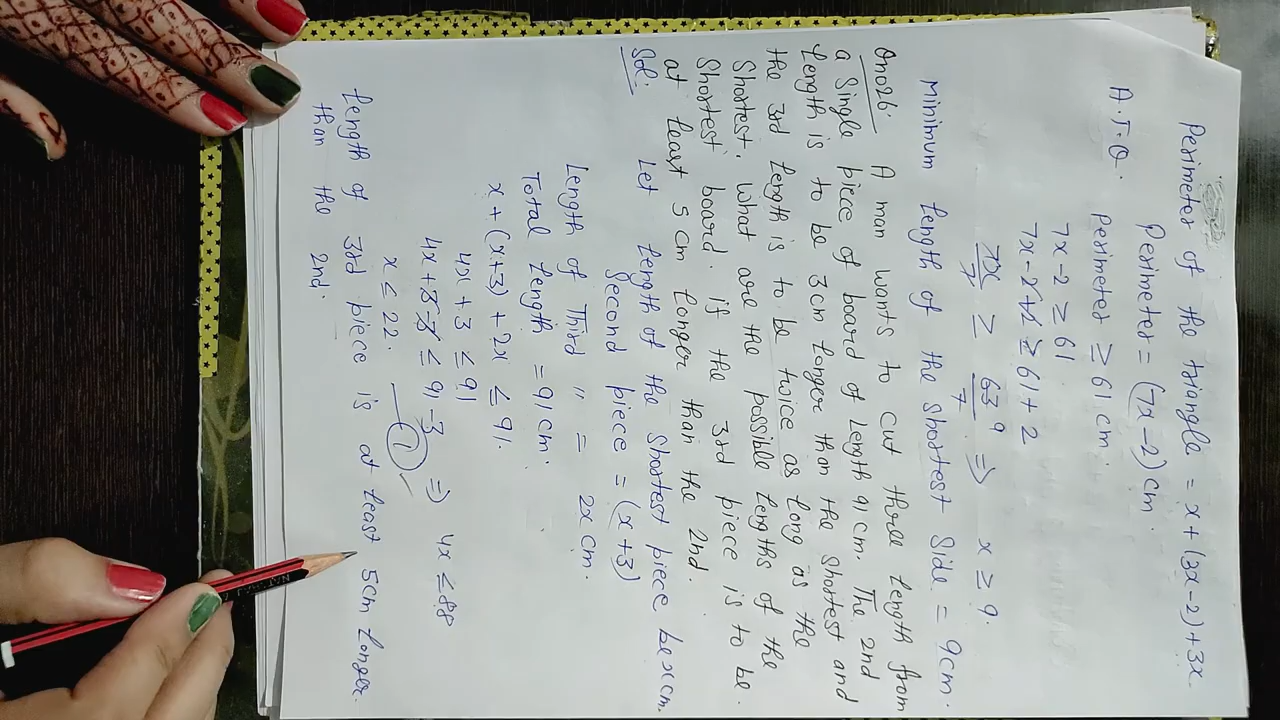 Perimeter of the triangle = x + (3x-2) + 3x
Perimeter = (7x-2) cm.
A.T.Q. Perimeter ≥ 61 cm.
7x - 2 ≥ 61
7x - 2 + 2 ≥ 61 + 2
7x/7 ≥ 63/7 9 ⇒ x ≥ 9.
Minimum length of the shortest side = 9cm.
Qno26. A man wants to cut three length from
a single piece of board of length 91 cm. The 2nd
length is to be 3cm longer than the shortest and
the 3rd length is to be twice as long as the
shortest. What are the possible lengths of the
shortest board. if the 3rd piece is to be
at least 5 cm longer than the 2nd.
Sol: Let length of the shortest piece be x cm
Second piece = (x+3)
Length of Third " = 2x cm.
Total length = 91 cm.
x + (x+3) + 2x ≤ 91.
4x + 3 ≤ 91
4x + 3 - 3 ≤ 91 - 3 ⇒ 4x ≤ 88
x ≤ 22. — 1
Length of 3rd piece is at least 5cm longer
than the 2nd.